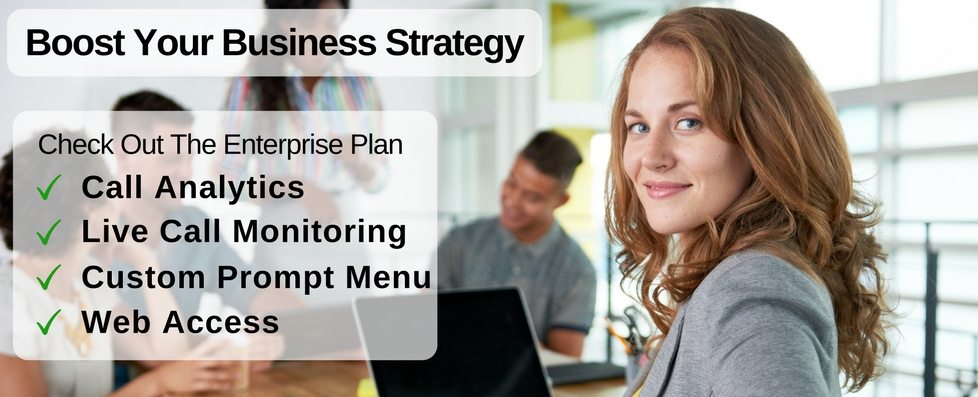 Boost Your Business Strategy
Check Out The Enterprise Plan
✓ Call Analytics
✓ Live Call Monitoring
✓ Custom Prompt Menu
✓ Web Access